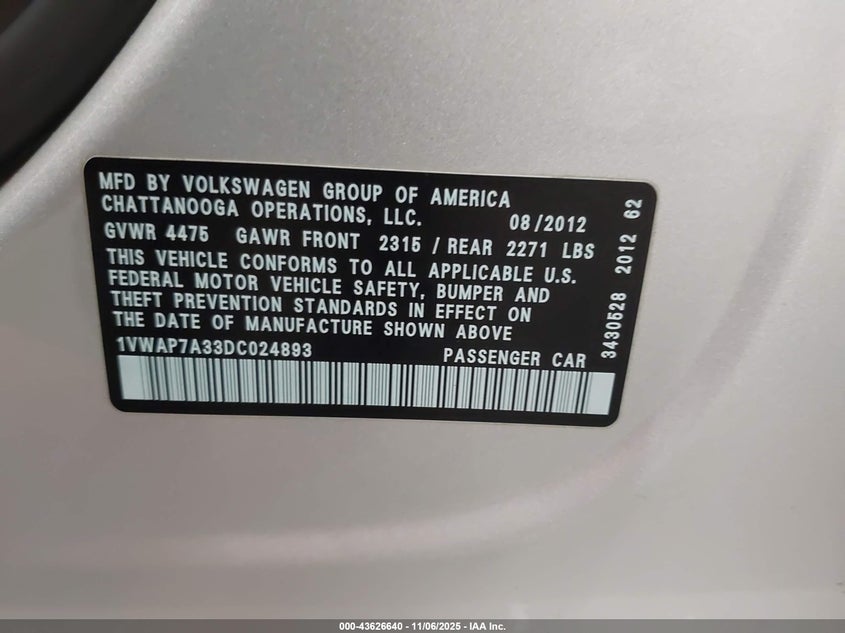 MFD BY VOLKSWAGEN GROUP OF AMERICA
CHATTANOOGA OPERATIONS, LLC. 08/2012
GVWR 4475 GAWR FRONT 2315 / REAR 2271 LBS
THIS VEHICLE CONFORMS TO ALL APPLICABLE U.S.
FEDERAL MOTOR VEHICLE SAFETY, BUMPER AND
THEFT PREVENTION STANDARDS IN EFFECT ON
THE DATE OF MANUFACTURE SHOWN ABOVE
1VWAP7A33DC024893 PASSENGER CAR
3430528 2012 62
000-43626640 - 11/06/2025 - IAA Inc.